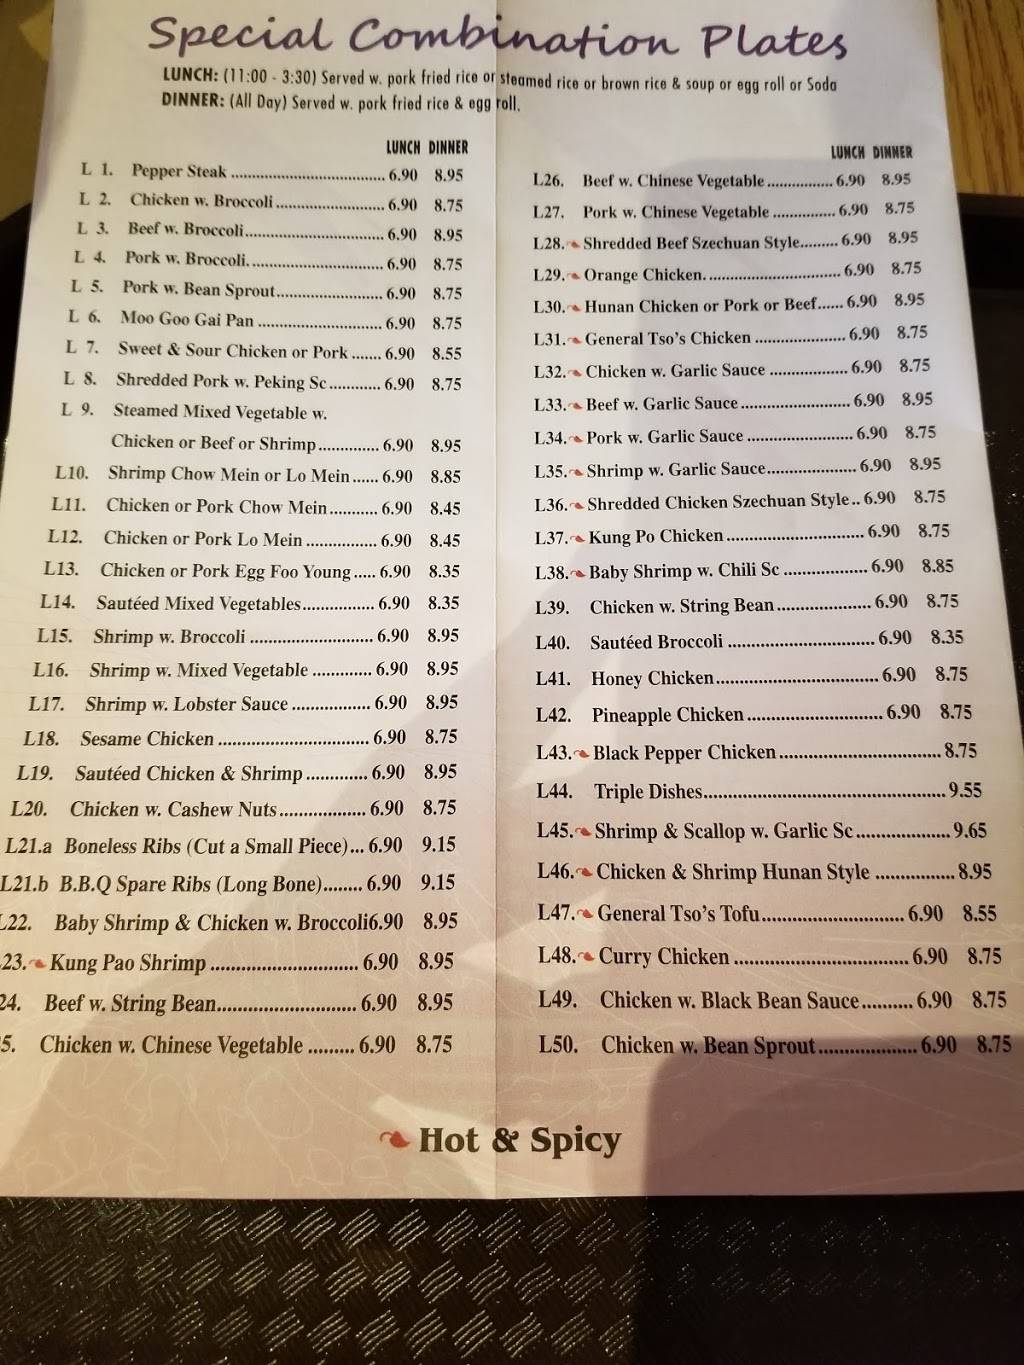 Special Combination Plates
LUNCH: (11:00 - 3:30) Served w. pork fried rice or steamed rice or brown rice & soup or egg roll or Soda
DINNER: (All Day) Served w. pork fried rice & egg roll.
LUNCH DINNER
L 1. Pepper Steak 6.90 8.95
L 2. Chicken w. Broccoli 6.90 8.75
L 3. Beef w. Broccoli 6.90 8.95
L 4. Pork w. Broccoli. 6.90 8.75
L 5. Pork w. Bean Sprout 6.90 8.75
L 6. Moo Goo Gai Pan 6.90 8.75
L 7. Sweet & Sour Chicken or Pork 6.90 8.55
L 8. Shredded Pork w. Peking Sc 6.90 8.75
L 9. Steamed Mixed Vegetable w.
Chicken or Beef or Shrimp 6.90 8.95
L10. Shrimp Chow Mein or Lo Mein 6.90 8.85
L11. Chicken or Pork Chow Mein 6.90 8.45
L12. Chicken or Pork Lo Mein 6.90 8.45
L13. Chicken or Pork Egg Foo Young 6.90 8.35
L14. Sautéed Mixed Vegetables 6.90 8.35
L15. Shrimp w. Broccoli 6.90 8.95
L16. Shrimp w. Mixed Vegetable 6.90 8.95
L17. Shrimp w. Lobster Sauce 6.90 8.95
L18. Sesame Chicken 6.90 8.75
L19. Sautéed Chicken & Shrimp 6.90 8.95
L20. Chicken w. Cashew Nuts 6.90 8.75
L21.a Boneless Ribs (Cut a Small Piece) 6.90 9.15
L21.b B.B.Q Spare Ribs (Long Bone) 6.90 9.15
L22. Baby Shrimp & Chicken w. Broccoli 6.90 8.95
23. Kung Pao Shrimp 6.90 8.95
24. Beef w. String Bean 6.90 8.95
5. Chicken w. Chinese Vegetable 6.90 8.75
LUNCH DINNER
L26. Beef w. Chinese Vegetable 6.90 8.95
L27. Pork w. Chinese Vegetable 6.90 8.75
L28. Shredded Beef Szechuan Style 6.90 8.95
L29. Orange Chicken. 6.90 8.75
L30. Hunan Chicken or Pork or Beef 6.90 8.95
L31. General Tso's Chicken 6.90 8.75
L32. Chicken w. Garlic Sauce 6.90 8.75
L33. Beef w. Garlic Sauce 6.90 8.95
L34. Pork w. Garlic Sauce 6.90 8.75
L35. Shrimp w. Garlic Sauce 6.90 8.95
L36. Shredded Chicken Szechuan Style 6.90 8.75
L37. Kung Po Chicken 6.90 8.75
L38. Baby Shrimp w. Chili Sc 6.90 8.85
L39. Chicken w. String Bean 6.90 8.75
L40. Sautéed Broccoli 6.90 8.35
L41. Honey Chicken 6.90 8.75
L42. Pineapple Chicken 6.90 8.75
L43. Black Pepper Chicken 8.75
L44. Triple Dishes 9.55
L45. Shrimp & Scallop w. Garlic Sc 9.65
L46. Chicken & Shrimp Hunan Style 8.95
L47. General Tso's Tofu 6.90 8.55
L48. Curry Chicken 6.90 8.75
L49. Chicken w. Black Bean Sauce 6.90 8.75
L50. Chicken w. Bean Sprout 6.90 8.75
Hot & Spicy